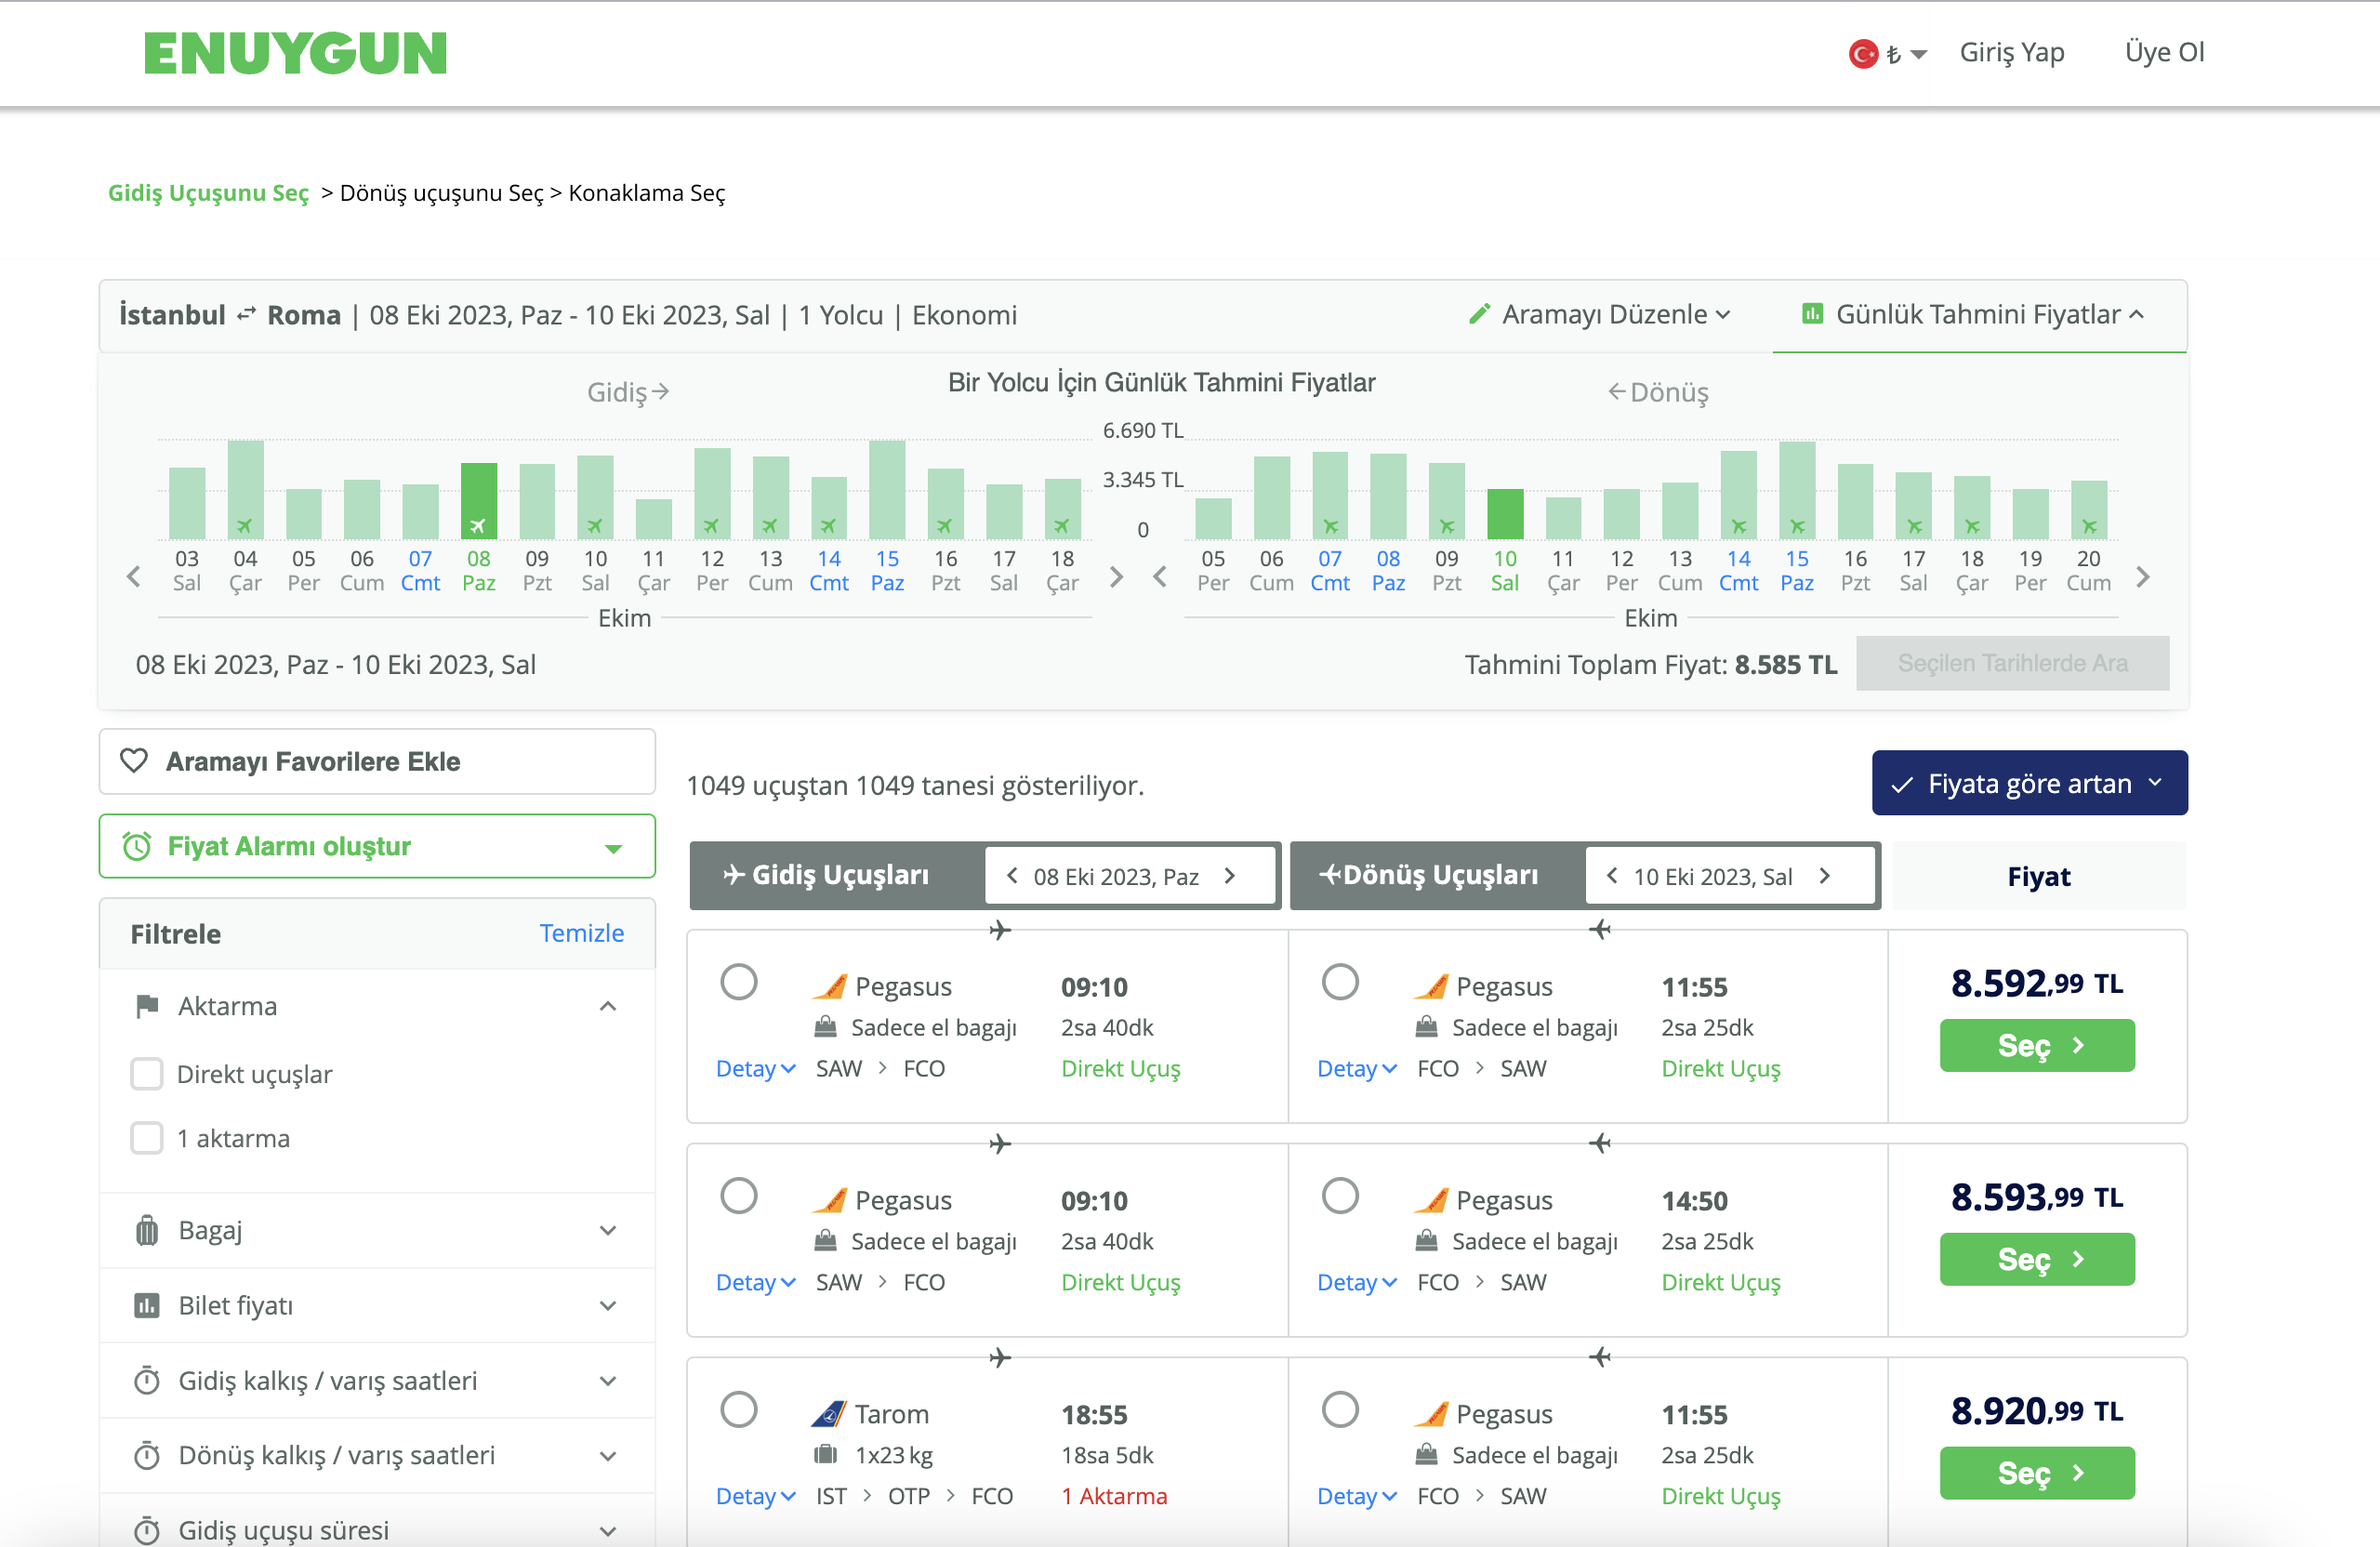 ENUYGUN
₺ Giriş Yap Üye Ol
Gidiş Uçuşunu Seç > Dönüş uçuşunu Seç > Konaklama Seç
İstanbul Roma | 08 Eki 2023, Paz - 10 Eki 2023, Sal | 1 Yolcu | Ekonomi Aramayı Düzenle Günlük Tahmini Fiyatlar
Gidiş Bir Yolcu İçin Günlük Tahmini Fiyatlar Dönüş
6.690 TL
3.345 TL
0
03 04 05 06 07 08 09 10 11 12 13 14 15 16 17 18
Sal Çar Per Cum Cmt Paz Pzt Sal Çar Per Cum Cmt Paz Pzt Sal Çar
Ekim
05 06 07 08 09 10 11 12 13 14 15 16 17 18 19 20
Per Cum Cmt Paz Pzt Sal Çar Per Cum Cmt Paz Pzt Sal Çar Per Cum
Ekim
08 Eki 2023, Paz - 10 Eki 2023, Sal Tahmini Toplam Fiyat: 8.585 TL Seçilen Tarihlerde Ara
Aramayı Favorilere Ekle
Fiyat Alarmı oluştur
Filtrele Temizle
Aktarma
Direkt uçuşlar
1 aktarma
Bagaj
Bilet fiyatı
Gidiş kalkış / varış saatleri
Dönüş kalkış / varış saatleri
Gidiş uçuşu süresi
1049 uçuştan 1049 tanesi gösteriliyor. Fiyata göre artan
Gidiş Uçuşları 08 Eki 2023, Paz Dönüş Uçuşları 10 Eki 2023, Sal Fiyat
Pegasus 09:10 Pegasus 11:55 8.592,99 TL
Sadece el bagajı 2sa 40dk Sadece el bagajı 2sa 25dk Seç
Detay SAW > FCO Direkt Uçuş Detay FCO > SAW Direkt Uçuş
Pegasus 09:10 Pegasus 14:50 8.593,99 TL
Sadece el bagajı 2sa 40dk Sadece el bagajı 2sa 25dk Seç
Detay SAW > FCO Direkt Uçuş Detay FCO > SAW Direkt Uçuş
Tarom 18:55 Pegasus 11:55 8.920,99 TL
1x23 kg 18sa 5dk Sadece el bagajı 2sa 25dk Seç
Detay IST > OTP > FCO 1 Aktarma Detay FCO > SAW Direkt Uçuş